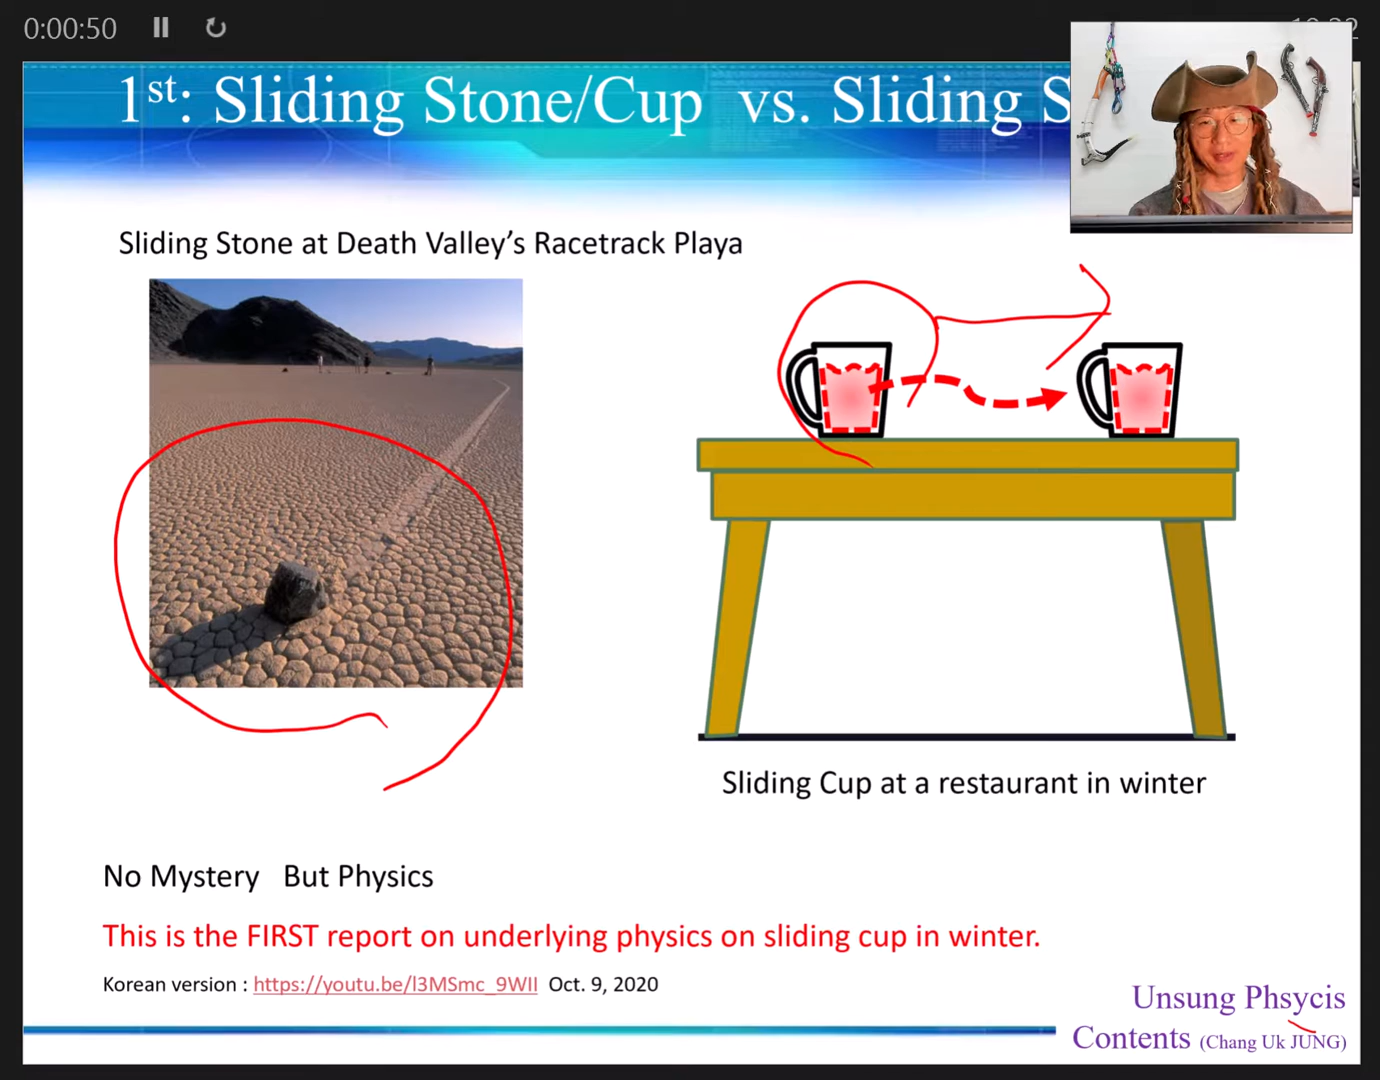 0:00:50
1st: Sliding Stone/Cup vs. Sliding S
Sliding Stone at Death Valley’s Racetrack Playa
Sliding Cup at a restaurant in winter
No Mystery But Physics
This is the FIRST report on underlying physics on sliding cup in winter.
Korean version : https://youtu.be/l3MSmc_9WII Oct. 9, 2020
Unsung Phsycis
Contents (Chang Uk JUNG)